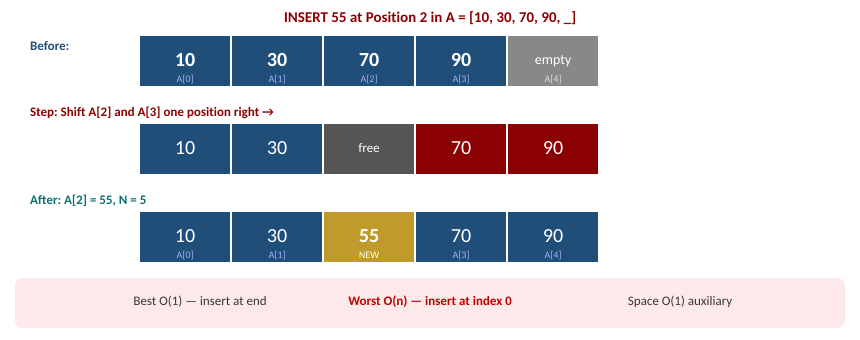 INSERT 55 at Position 2 in A = [10, 30, 70, 90, _]
Before:
10 30 70 90 empty
A[0] A[1] A[2] A[3] A[4]
Step: Shift A[2] and A[3] one position right →
10 30 free 70 90
After: A[2] = 55, N = 5
10 30 55 70 90
A[0] A[1] NEW A[3] A[4]
Best O(1) — insert at end Worst O(n) — insert at index 0 Space O(1) auxiliary